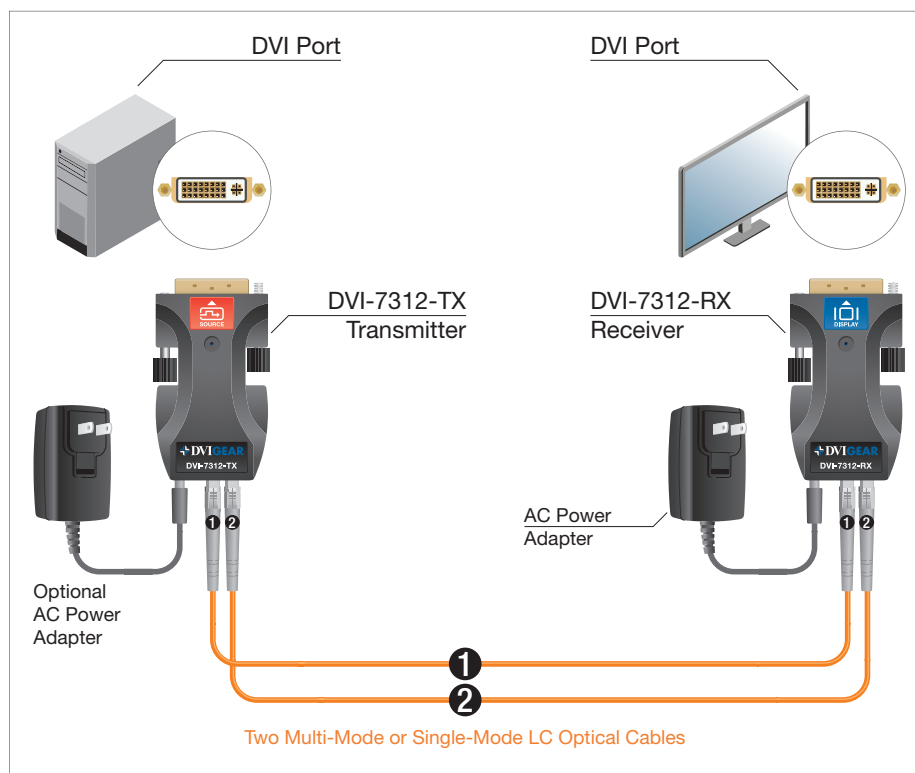 DVI Port
DVI Port
SOURCE
DVI-7312-TX
Transmitter
DVI-7312-RX
Receiver
DISPLAY
DVIGEAR
DVI-7312-TX
DVIGEAR
DVI-7312-RX
1
2
1
2
AC Power
Adapter
Optional
AC Power
Adapter
1
2
Two Multi-Mode or Single-Mode LC Optical Cables